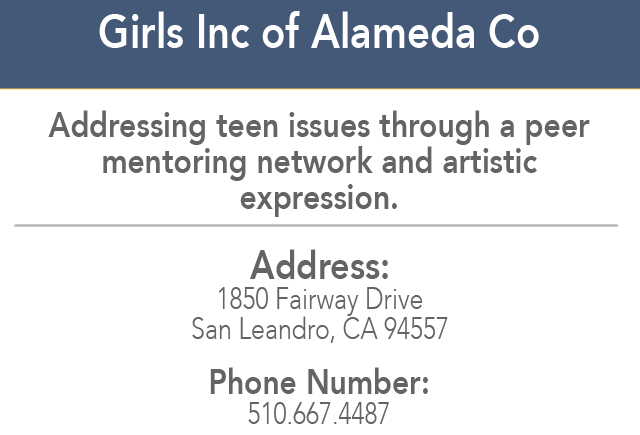 Girls Inc of Alameda Co
Addressing teen issues through a peer
mentoring network and artistic
expression.
Address:
1850 Fairway Drive
San Leandro, CA 94557
Phone Number:
510.667.4487